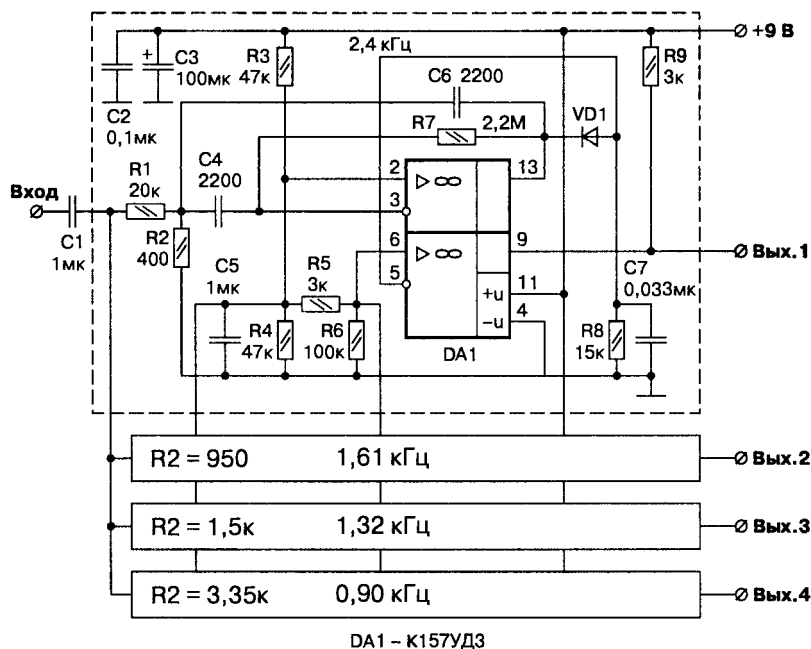 2,4 кГц
+9 В
C3
100мк
+
R3
47к
R9
3к
C6 2200
C2
0,1мк
R7
2,2М
VD1
R1
20к
C4
2200
2
▷∞
13
3
Вход
C1
1мк
R2
400
6
▷∞
9
Вых.1
C5
1мк
R5
3к
5
11
+u
C7
0,033мк
4
-u
R4
47к
R6
100к
DA1
R8
15к
R2 = 950
1,61 кГц
Вых.2
R2 = 1,5к
1,32 кГц
Вых.3
R2 = 3,35к
0,90 кГц
Вых.4
DA1 – К157УД3